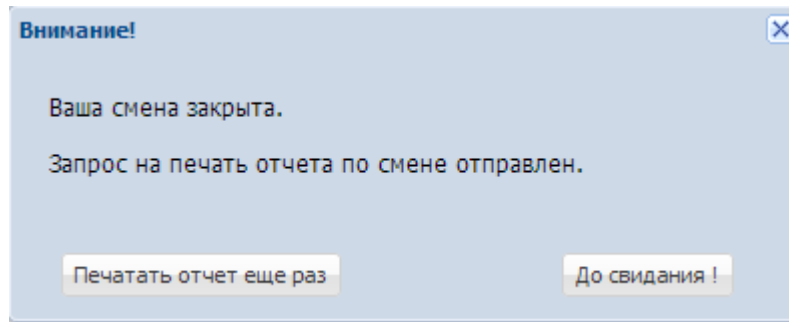 Внимание!
Ваша смена закрыта.
Запрос на печать отчета по смене отправлен.
Печатать отчет еще раз
До свидания !